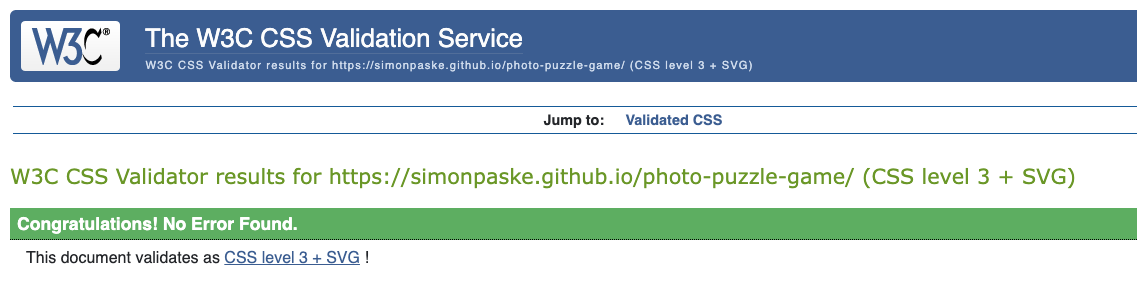 W3C®
The W3C CSS Validation Service
W3C CSS Validator results for https://simonpaske.github.io/photo-puzzle-game/ (CSS level 3 + SVG)
Jump to: Validated CSS
W3C CSS Validator results for https://simonpaske.github.io/photo-puzzle-game/ (CSS level 3 + SVG)
Congratulations! No Error Found.
This document validates as CSS level 3 + SVG !